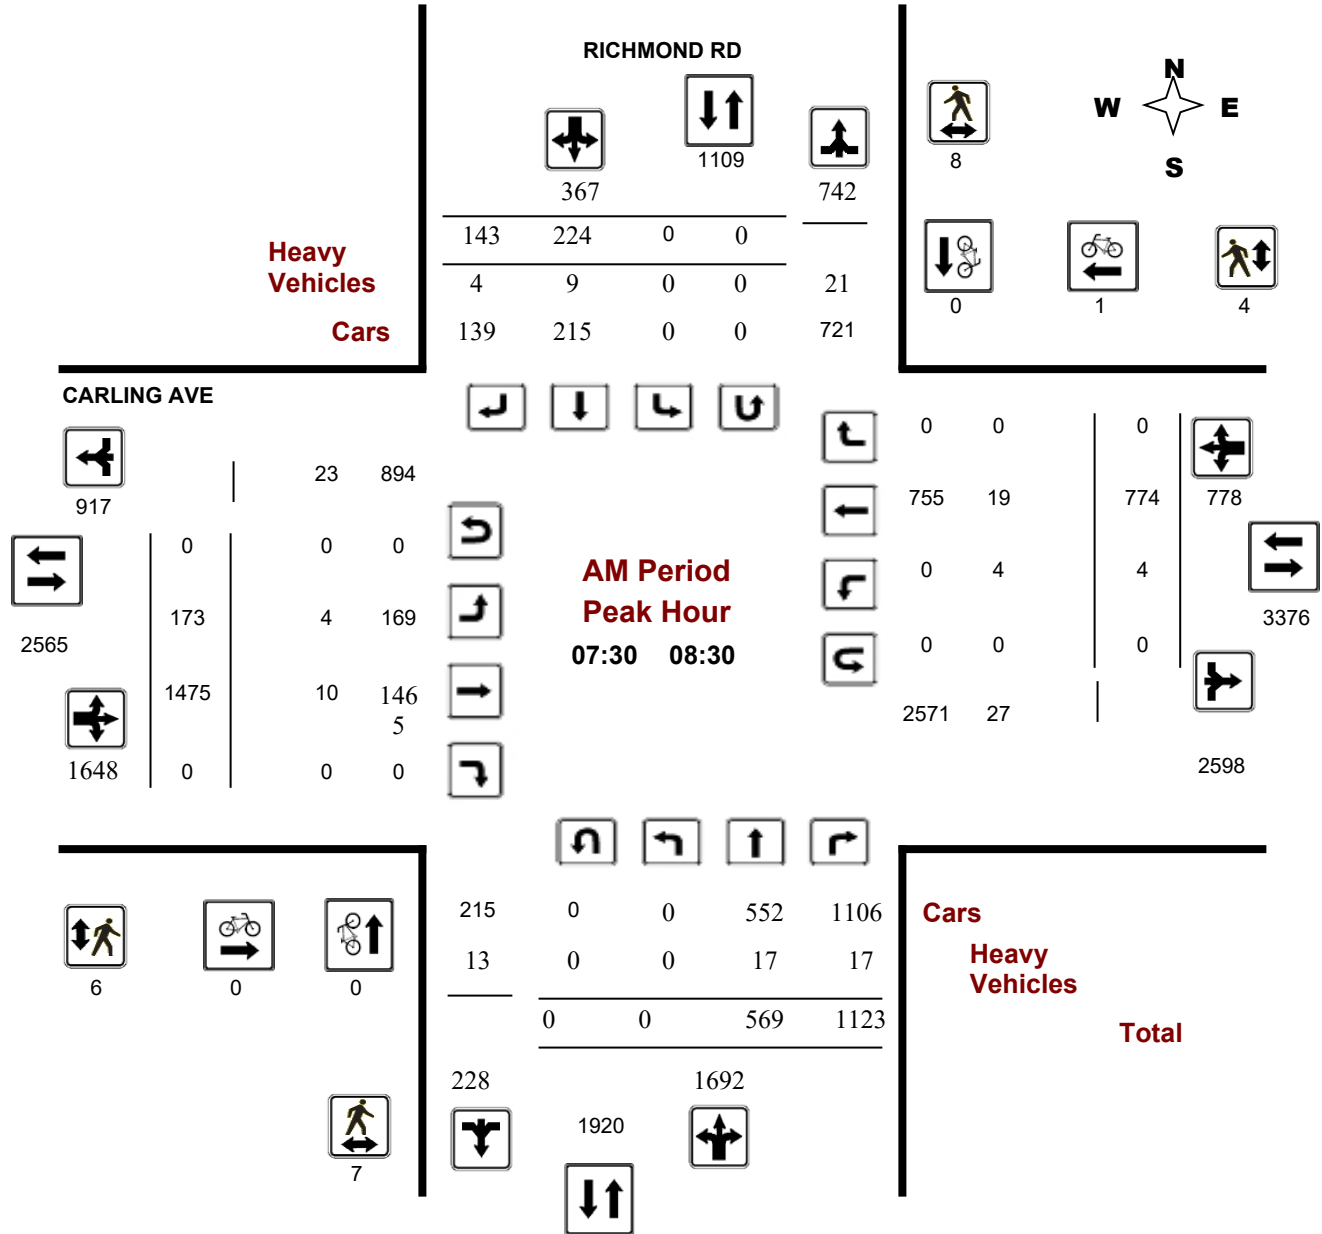 RICHMOND RD
N
W E
S
1109
8
367 742
143 224 0 0
Heavy
Vehicles
4 9 0 0 21
0 1 4
Cars
139 215 0 0 721
CARLING AVE
0 0 0
23 894
917
755 19 774 778
0 0 0
AM Period
0 4 4
173 4 169
Peak Hour
3376
2565
07:30 08:30
0 0 0
1475 10 146
5
2571 27
1648 0 0 0
2598
215 0 0 552 1106
Cars
13 0 0 17 17
Heavy
Vehicles
6 0 0
0 0 569 1123
Total
228 1692
1920
7